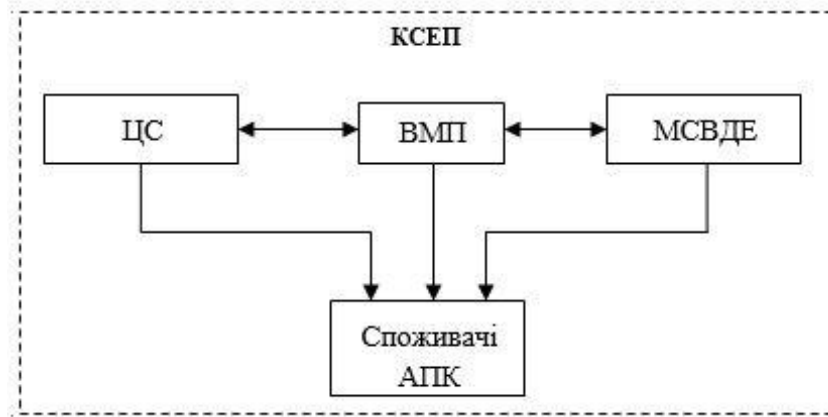 КСЕП
ЦС
ВМП
МСВДЕ
Споживачі
АПК